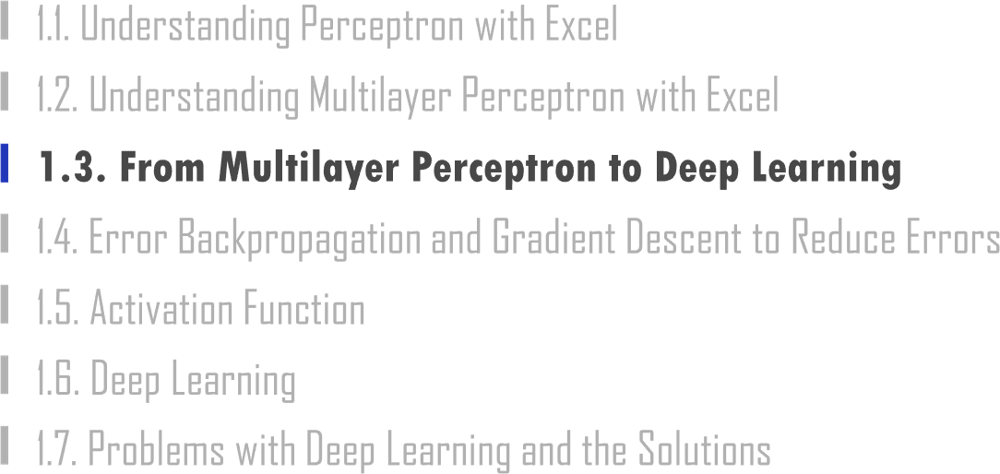 1.1. Understanding Perceptron with Excel
1.2. Understanding Multilayer Perceptron with Excel
1.3. From Multilayer Perceptron to Deep Learning
1.4. Error Backpropagation and Gradient Descent to Reduce Errors
1.5. Activation Function
1.6. Deep Learning
1.7. Problems with Deep Learning and the Solutions